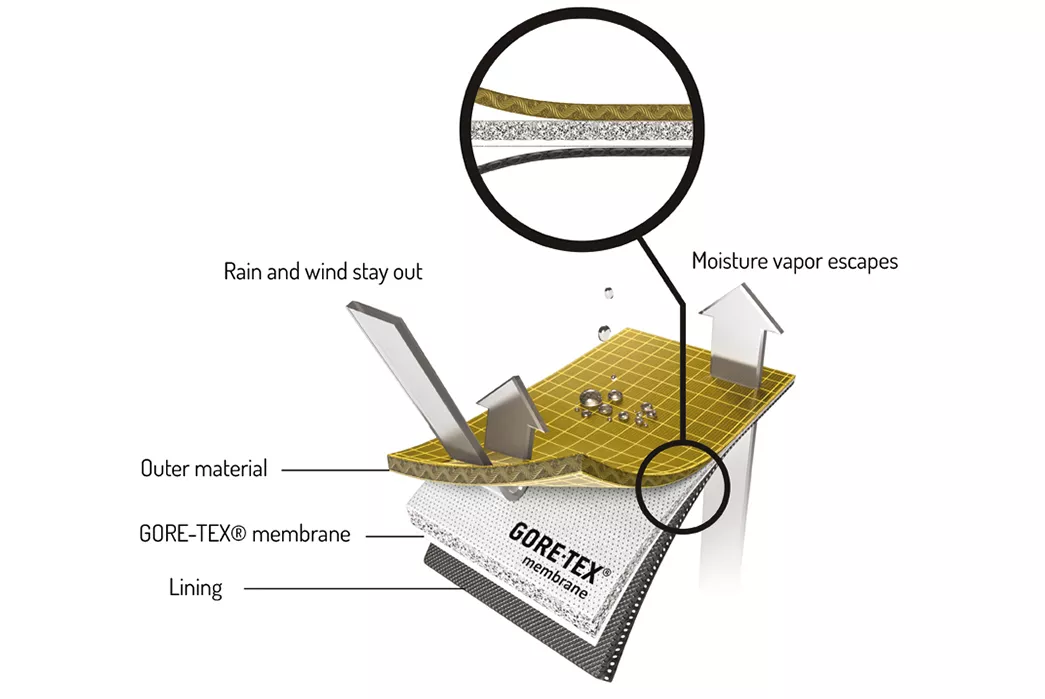 Moisture vapor escapes
Rain and wind stay out
Outer material
GORE-TEX® membrane
GORE-TEX®
membrane
Lining